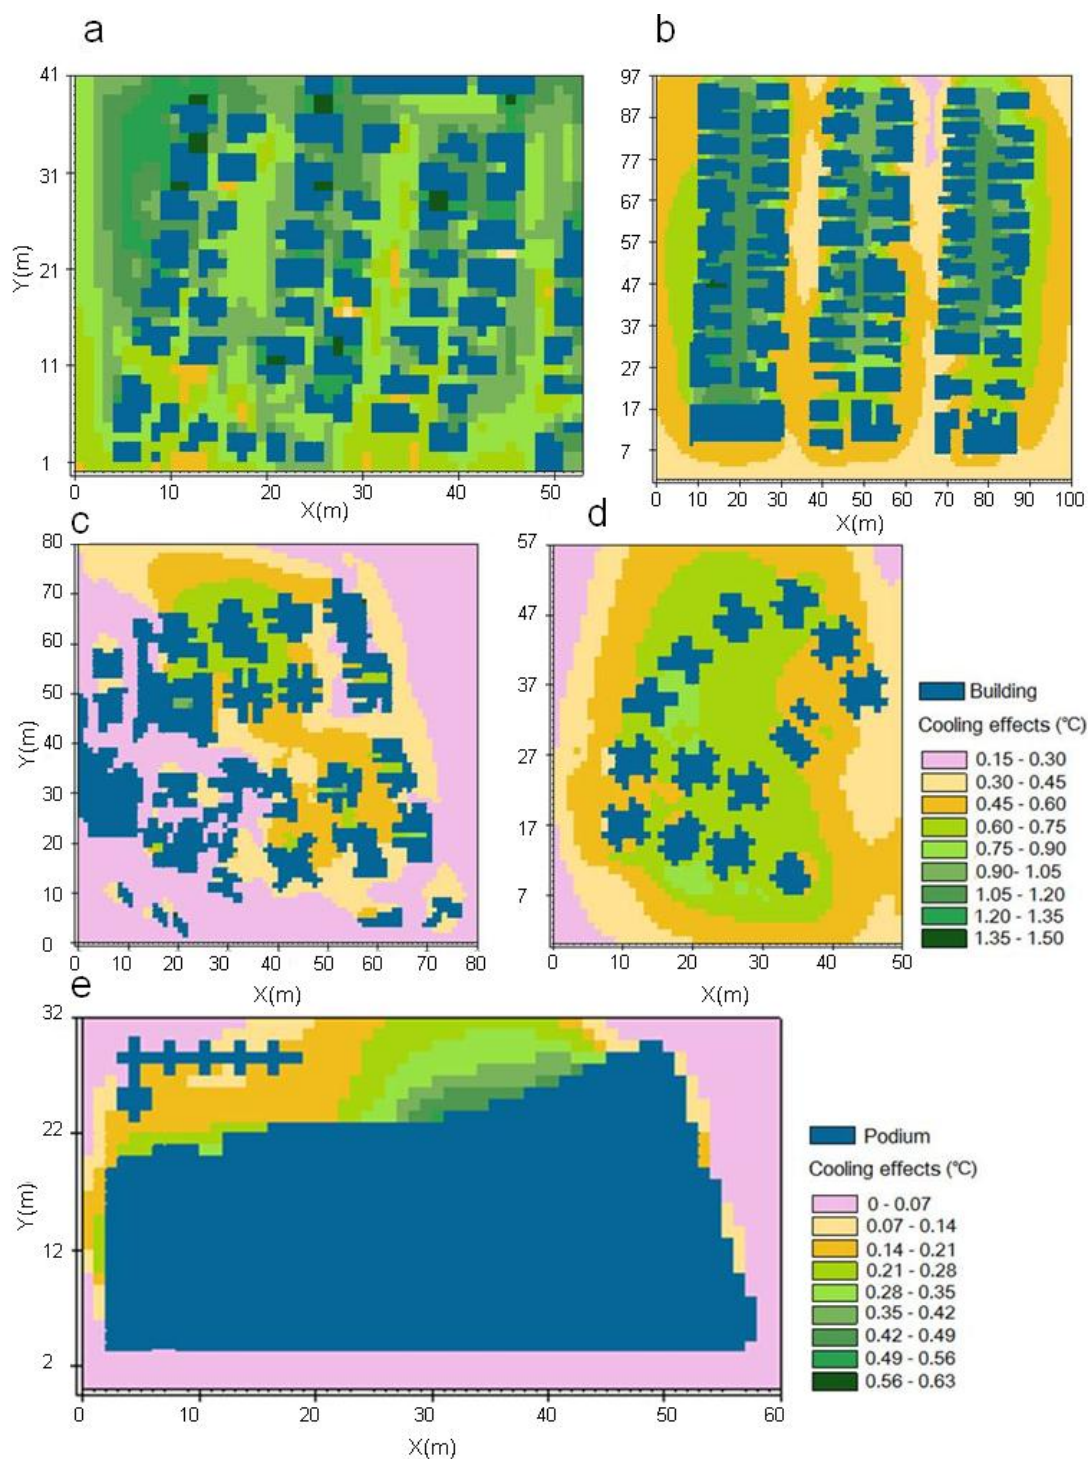 a
b
41
31
21
11
1
Y(m)
0 10 20 30 40 50
X(m)
97
87
77
67
57
47
37
27
17
7
Y(m)
0 10 20 30 40 50 60 70 80 90 100
X(m)
c
d
80
70
60
50
40
30
20
10
0
Y(m)
0 10 20 30 40 50 60 70 80
X(m)
57
47
37
27
17
7
Y(m)
0 10 20 30 40 50
X(m)
Building
Cooling effects (°C)
0.15 - 0.30
0.30 - 0.45
0.45 - 0.60
0.60 - 0.75
0.75 - 0.90
0.90- 1.05
1.05 - 1.20
1.20 - 1.35
1.35 - 1.50
e
32
22
12
2
Y(m)
0 10 20 30 40 50 60
X(m)
Podium
Cooling effects (°C)
0 - 0.07
0.07 - 0.14
0.14 - 0.21
0.21 - 0.28
0.28 - 0.35
0.35 - 0.42
0.42 - 0.49
0.49 - 0.56
0.56 - 0.63